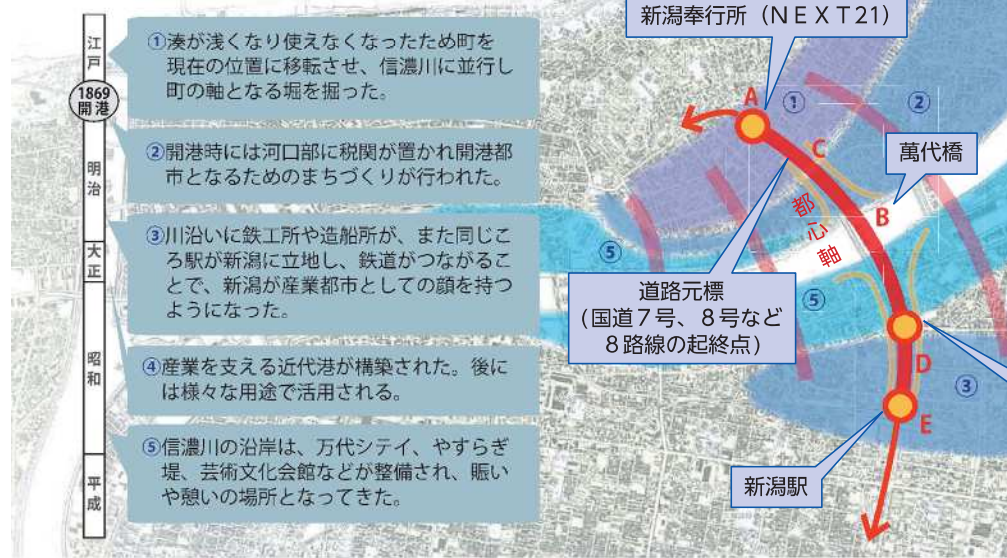 江戸
1869
開港
明治
大正
昭和
平成
①湊が浅くなり使えなくなったため町を
現在の位置に移転させ、信濃川に並行し
町の軸となる堀を掘った。
②開港時には河口部に税関が置かれ開港都
市となるためのまちづくりが行われた。
③川沿いに鉄工所や造船所が、また同じこ
ろ駅が新潟に立地し、鉄道がつながるこ
とで、新潟が産業都市としての顔を持つ
ようになった。
④産業を支える近代港が構築された。後に
は様々な用途で活用される。
⑤信濃川の沿岸は、万代シテイ、やすらぎ
堤、芸術文化会館などが整備され、賑い
や憩いの場所となってきた。
新潟奉行所（ＮＥＸＴ21）
A
①
②
C
萬代橋
B
都心軸
⑤
⑤
道路元標
（国道７号、８号など
８路線の起終点）
D
③
E
新潟駅